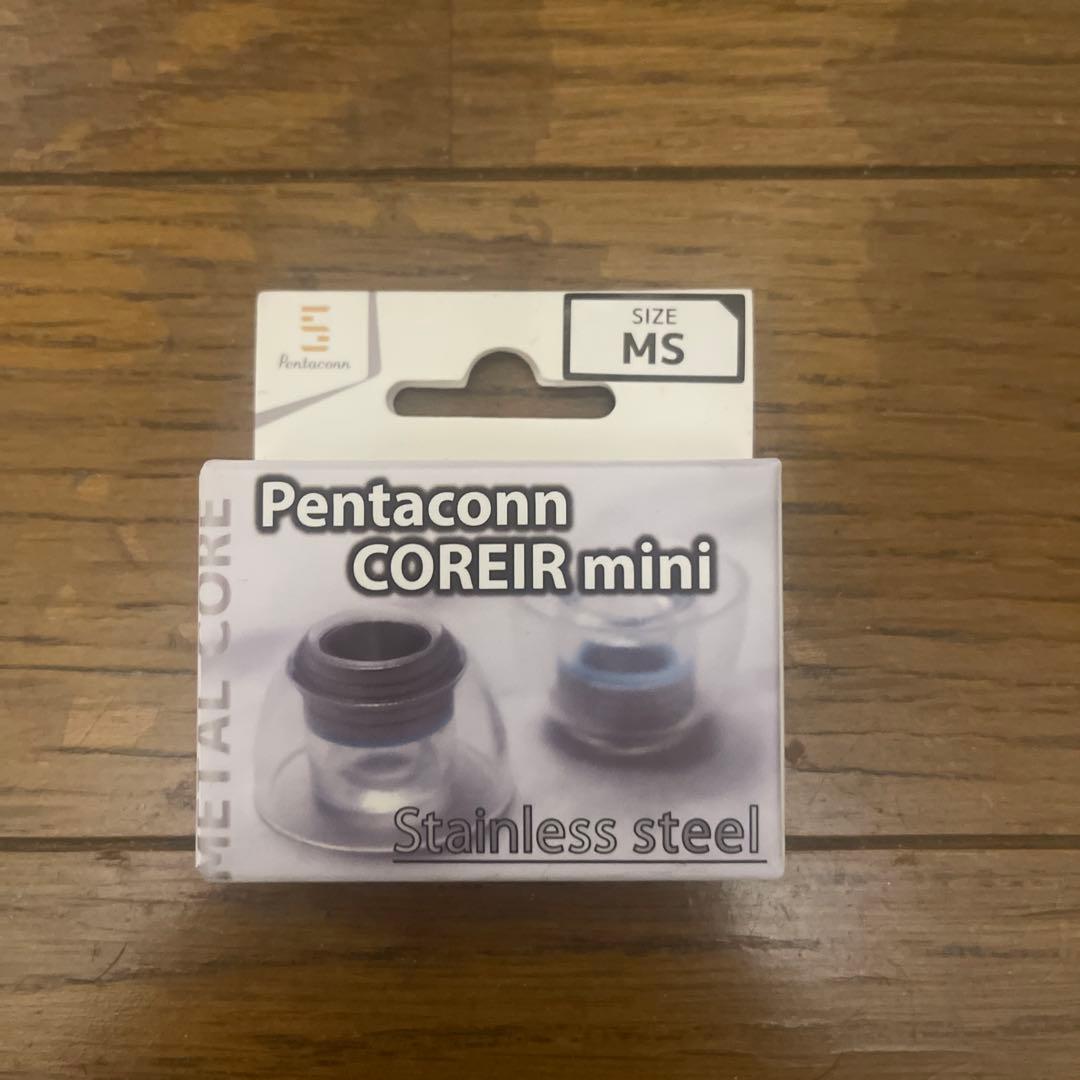 Pentaconn
SIZE
MS
Pentaconn
COREIR mini
METAL CORE
Stainless steel